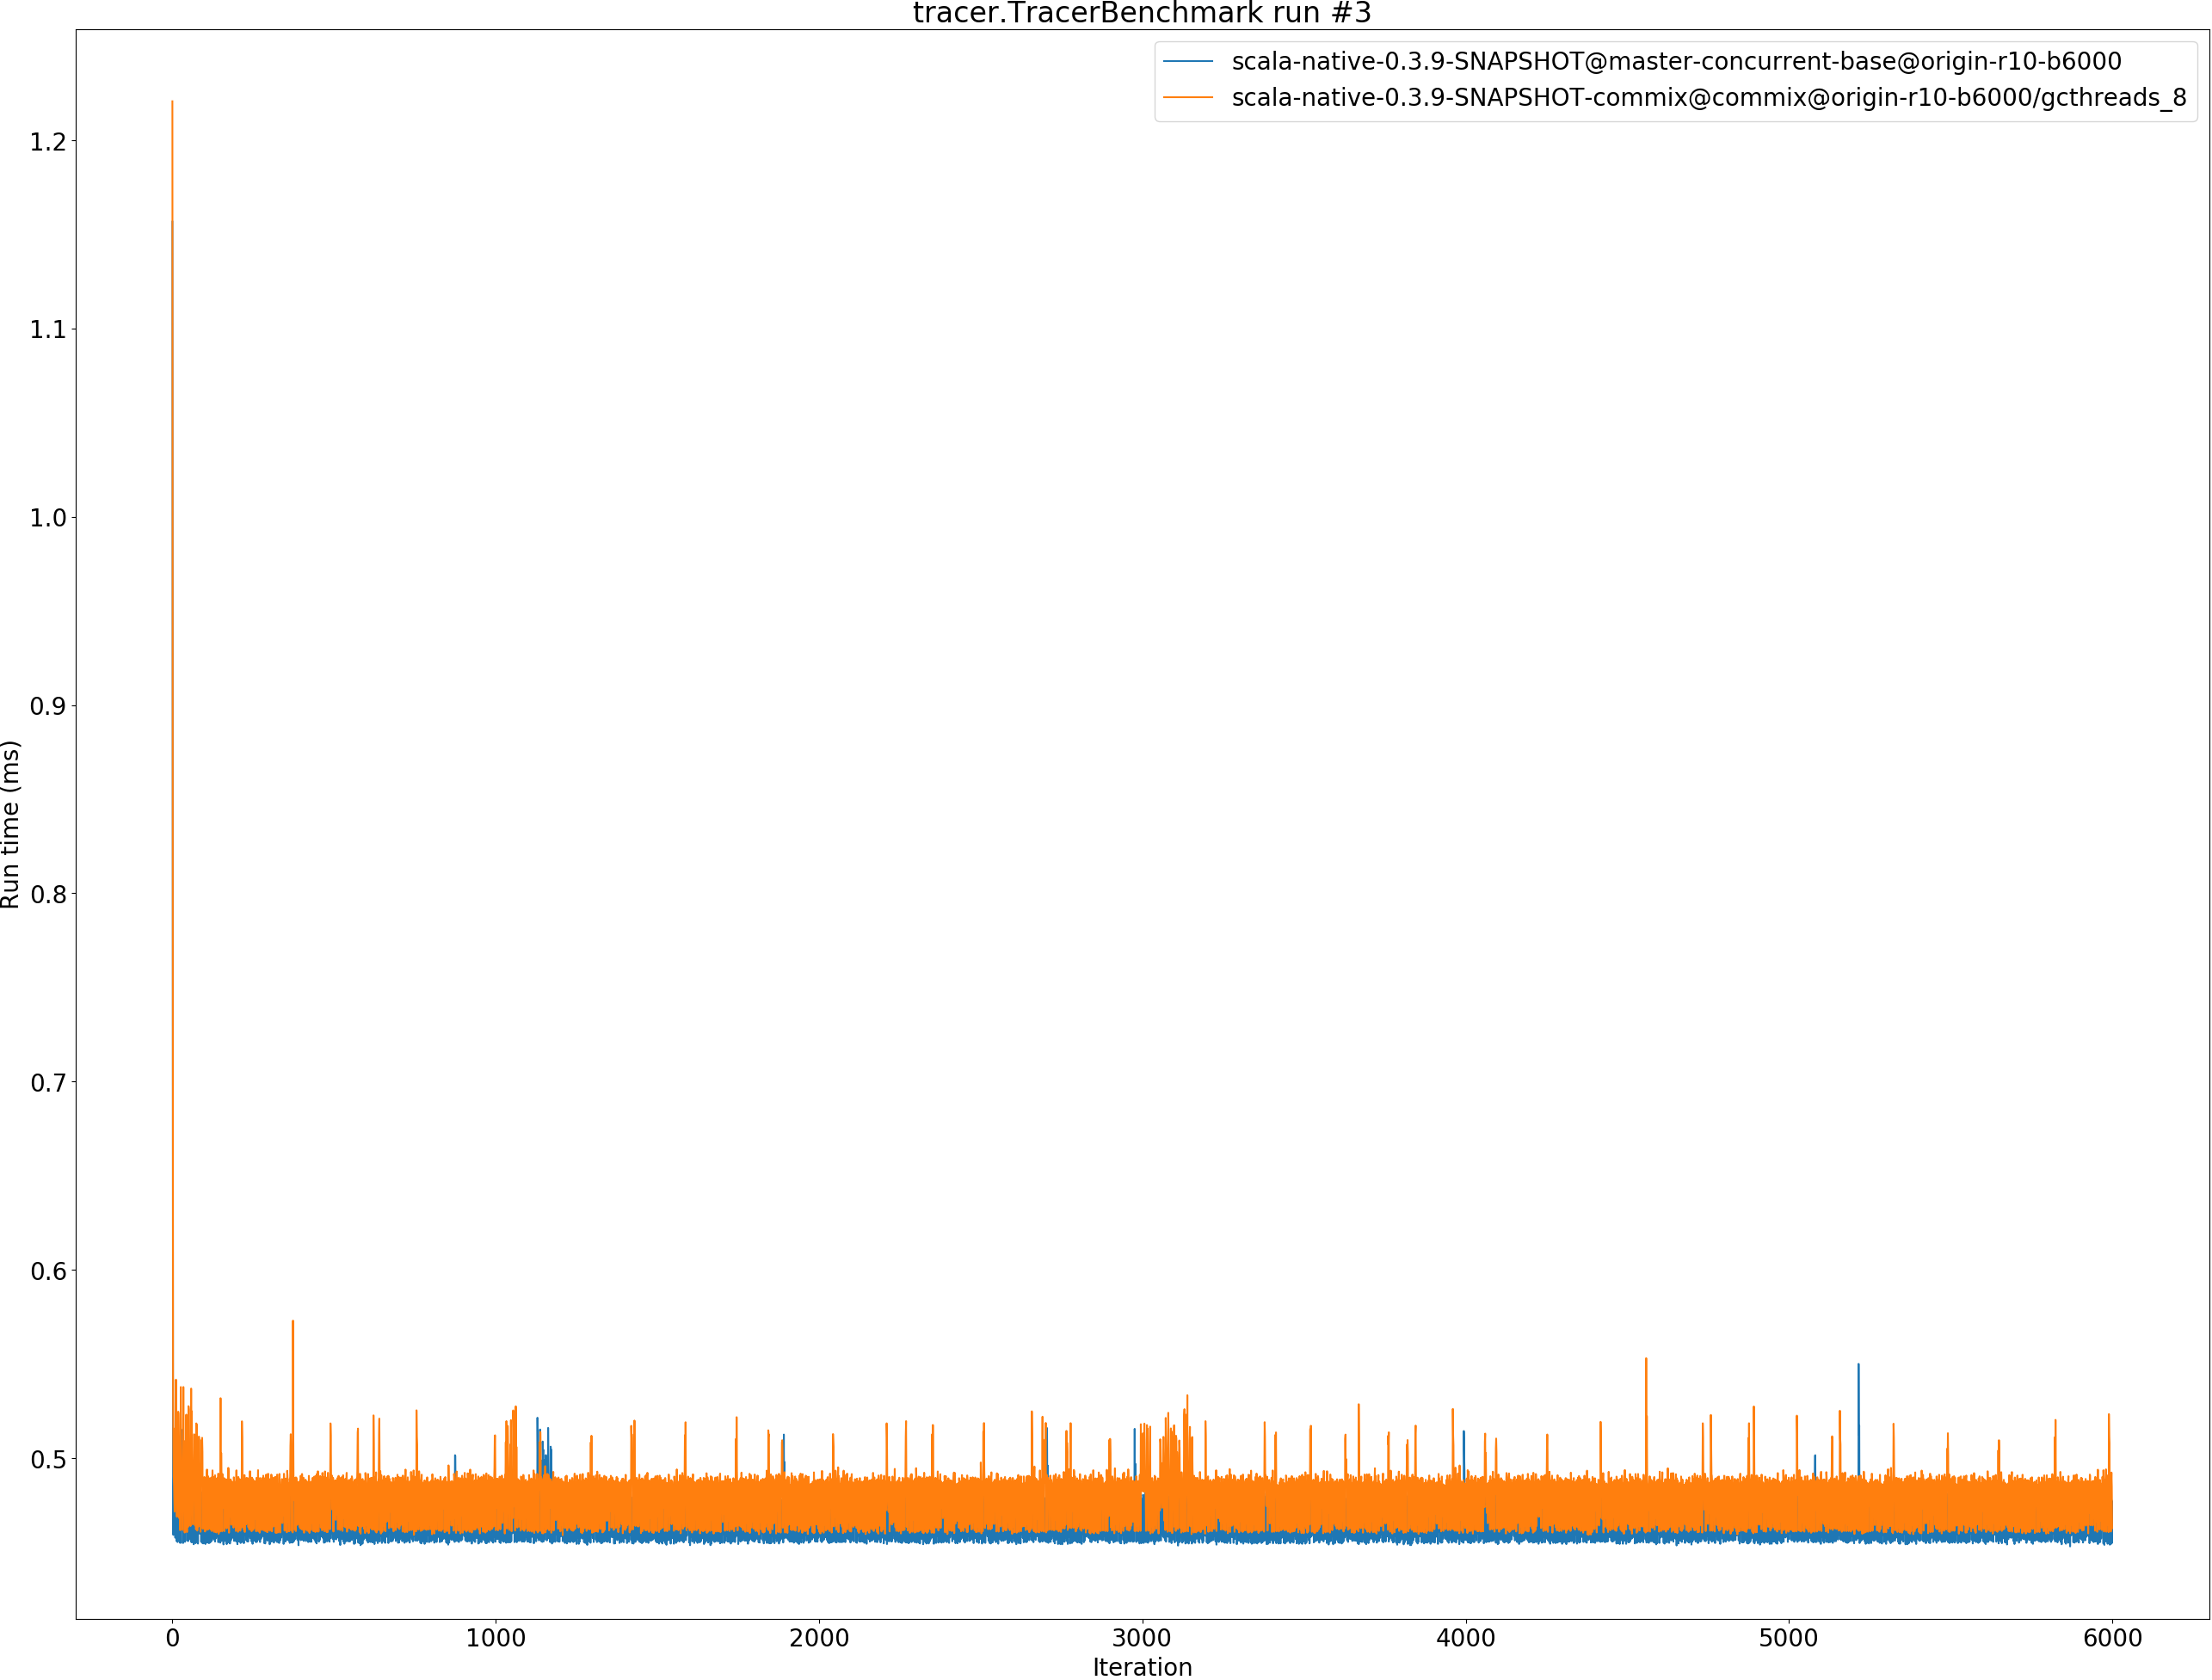 tracer.TracerBenchmark run #3
scala-native-0.3.9-SNAPSHOT@master-concurrent-base@origin-r10-b6000
scala-native-0.3.9-SNAPSHOT-commix@commix@origin-r10-b6000/gcthreads_8
Run time (ms)
1.2
1.1
1.0
0.9
0.8
0.7
0.6
0.5
0 1000 2000 3000 4000 5000 6000
Iteration